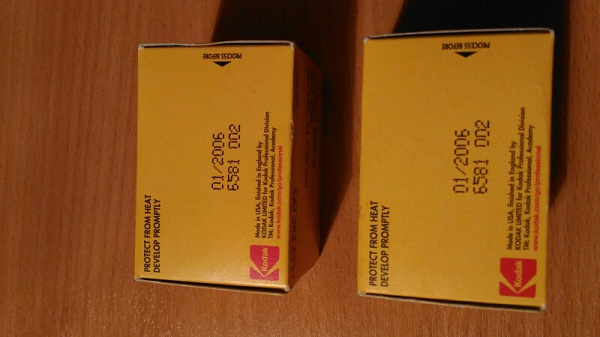 PROCESS BEFORE
01/2006
6581 002
PROTECT FROM HEAT
DEVELOP PROMPTLY
Made in USA, finished in England by
KODAK LIMITED for Kodak Professional Division
TM: Kodak, Kodak Professional, Academy
www.kodak.com/go/professional
Kodak
PROCESS BEFORE
01/2006
6581 002
PROTECT FROM HEAT
DEVELOP PROMPTLY
Made in USA, finished in England by
KODAK LIMITED for Kodak Professional Division
TM: Kodak, Kodak Professional, Academy
www.kodak.com/go/professional
Kodak